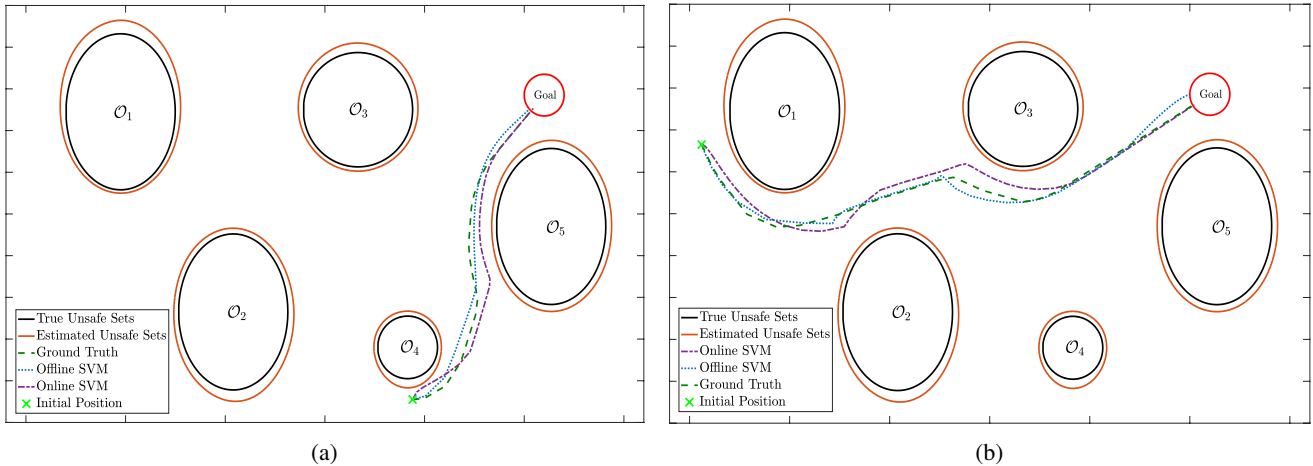 𝒪₁
𝒪₃
Goal
𝒪₅
𝒪₂
𝒪₄
True Unsafe Sets
Estimated Unsafe Sets
Ground Truth
Offline SVM
Online SVM
Initial Position
(a)
𝒪₁
𝒪₃
Goal
𝒪₅
𝒪₂
𝒪₄
True Unsafe Sets
Estimated Unsafe Sets
Online SVM
Offline SVM
Ground Truth
Initial Position
(b)